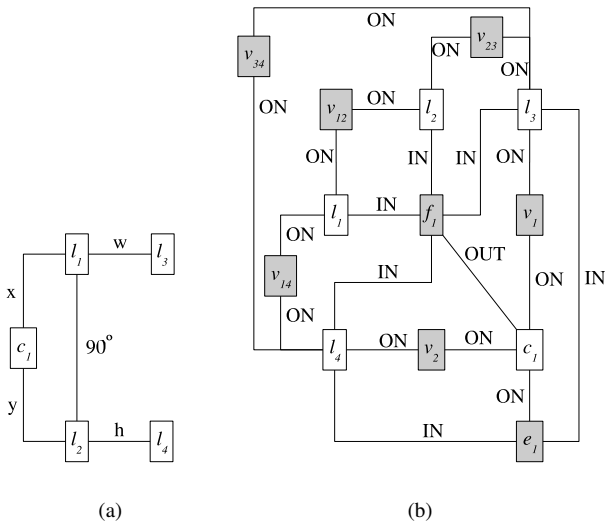 ON
v23
ON
v34
ON
v12
ON
l2
l3
ON
ON
IN
IN
ON
l1
IN
f1
v1
ON
OUT
l1
w
l3
v14
IN
IN
x
ON
ON
c1
90°
l4
ON
v2
ON
c1
y
ON
l2
h
l4
IN
e1
(a)
(b)